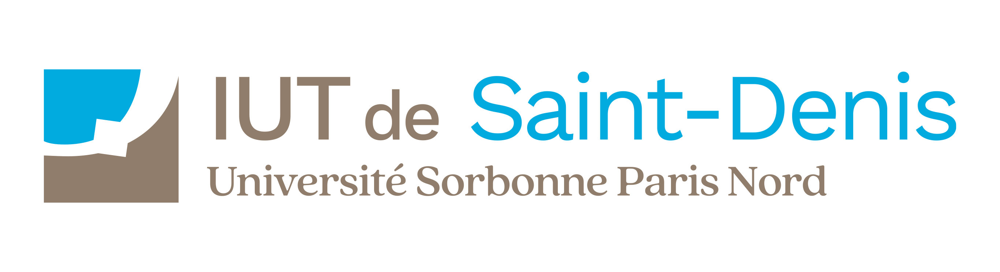 IUT de Saint-Denis
Université Sorbonne Paris Nord